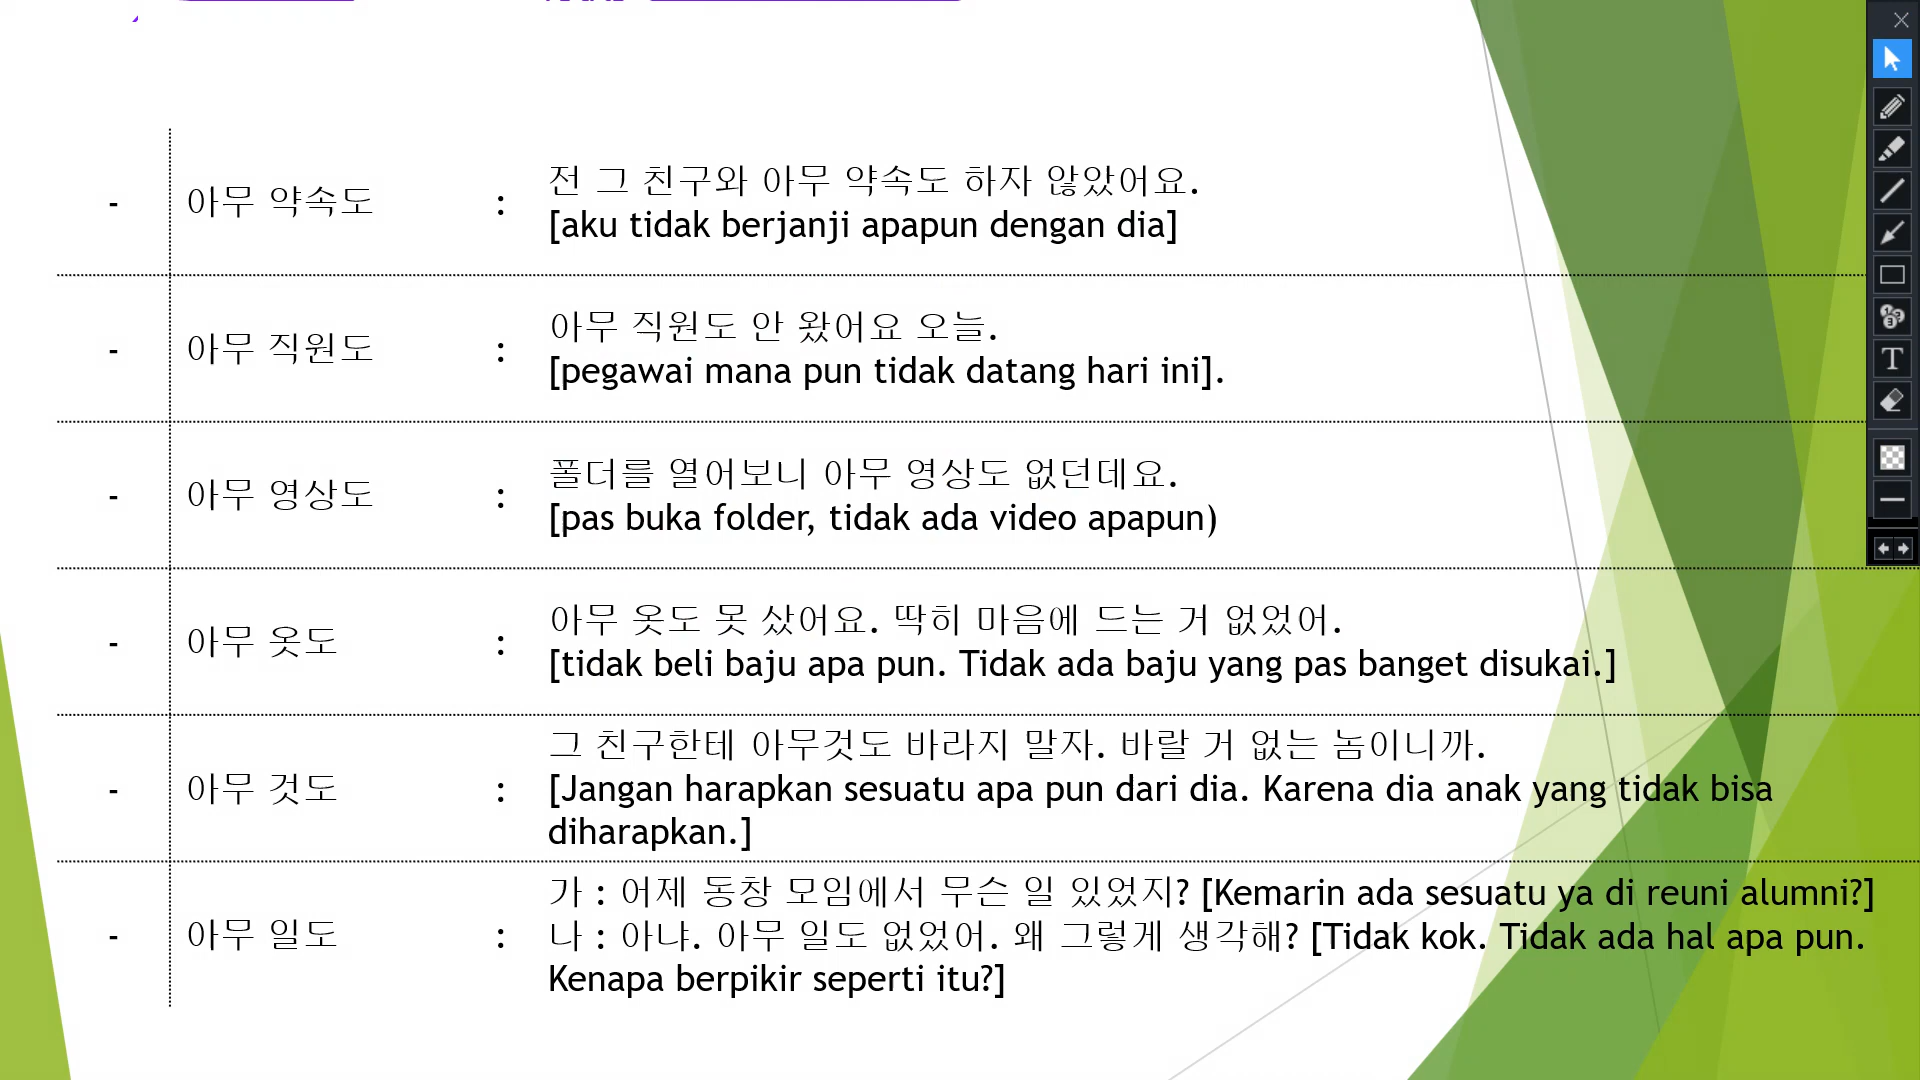 - 아무 약속도 : 전 그 친구와 아무 약속도 하자 않았어요.
[aku tidak berjanji apapun dengan dia]
- 아무 직원도 : 아무 직원도 안 왔어요 오늘.
[pegawai mana pun tidak datang hari ini].
- 아무 영상도 : 폴더를 열어보니 아무 영상도 없던데요.
[pas buka folder, tidak ada video apapun)
- 아무 옷도 : 아무 옷도 못 샀어요. 딱히 마음에 드는 거 없었어.
[tidak beli baju apa pun. Tidak ada baju yang pas banget disukai.]
- 아무 것도 : 그 친구한테 아무것도 바라지 말자. 바랄 거 없는 놈이니까.
[Jangan harapkan sesuatu apa pun dari dia. Karena dia anak yang tidak bisa
diharapkan.]
- 아무 일도 : 가 : 어제 동창 모임에서 무슨 일 있었지? [Kemarin ada sesuatu ya di reuni alumni?]
나 : 아냐. 아무 일도 없었어. 왜 그렇게 생각해? [Tidak kok. Tidak ada hal apa pun.
Kenapa berpikir seperti itu?]